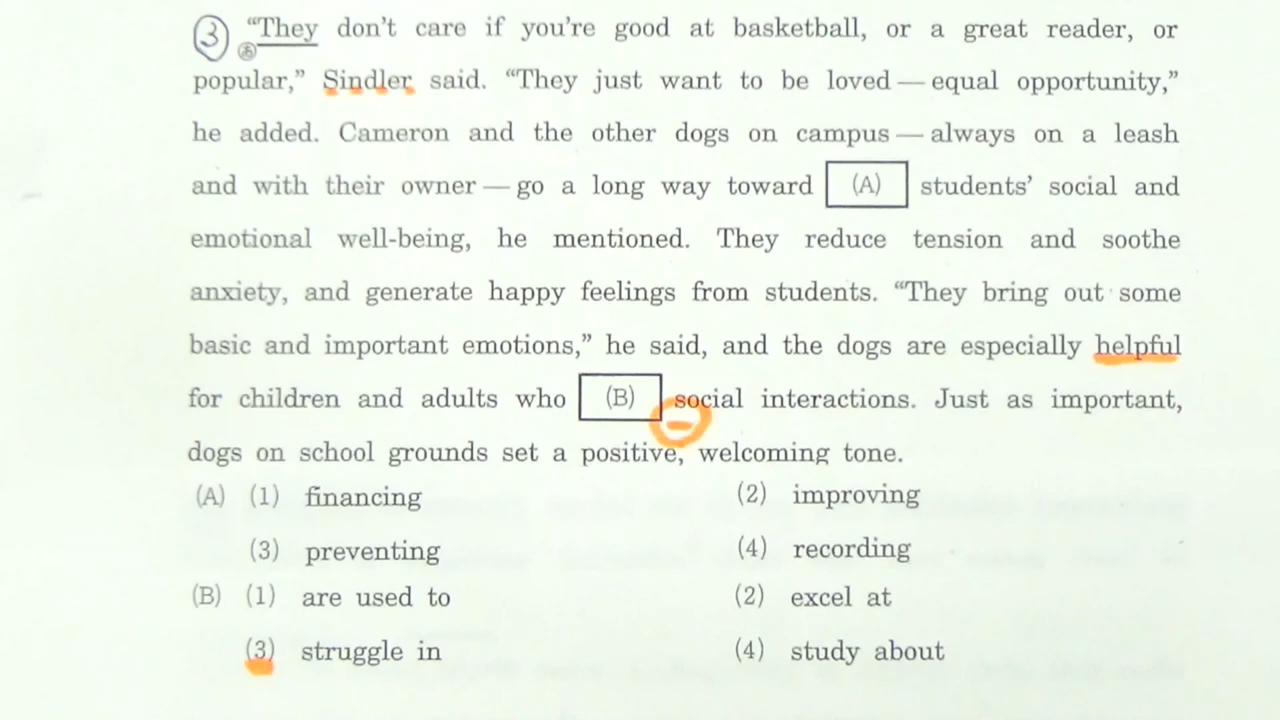 ③ "They don't care if you're good at basketball, or a great reader, or
popular," Sindler said. "They just want to be loved — equal opportunity,"
he added. Cameron and the other dogs on campus — always on a leash
and with their owner — go a long way toward (A) students' social and
emotional well-being, he mentioned. They reduce tension and soothe
anxiety, and generate happy feelings from students. "They bring out some
basic and important emotions," he said, and the dogs are especially helpful
for children and adults who (B) social interactions. Just as important,
dogs on school grounds set a positive, welcoming tone.
(A) (1) financing (2) improving
(3) preventing (4) recording
(B) (1) are used to (2) excel at
(3) struggle in (4) study about